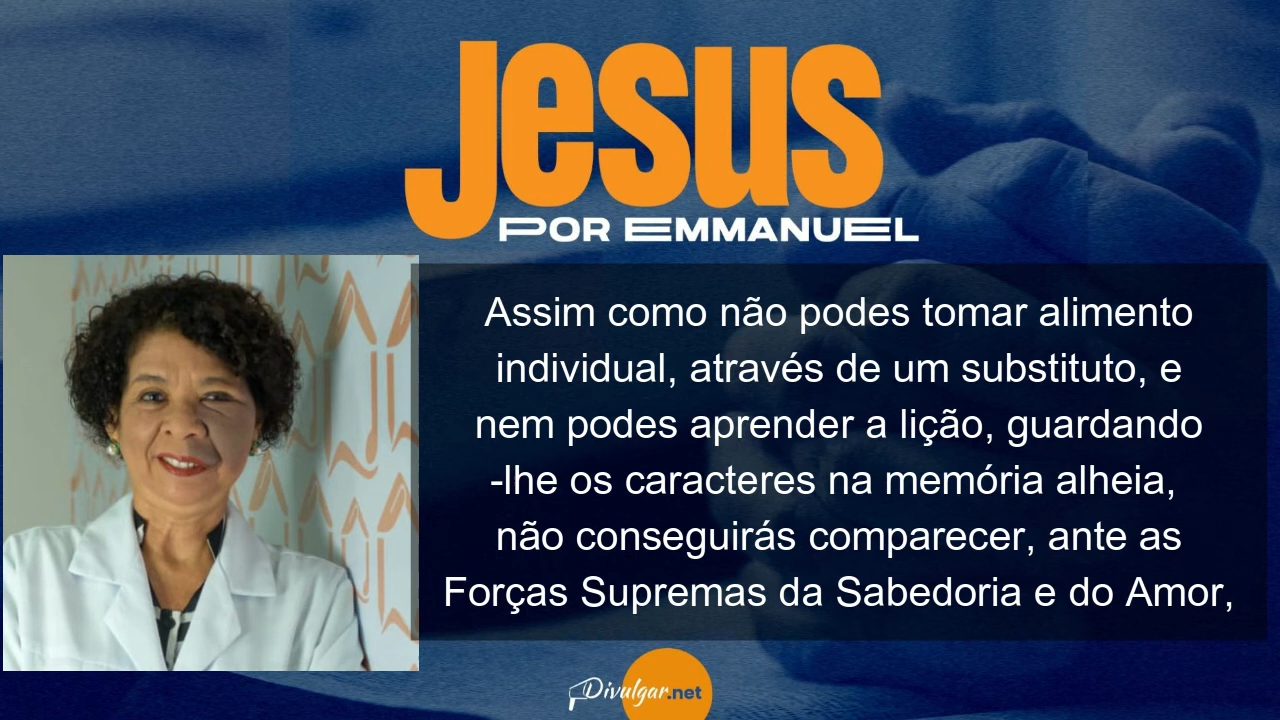 Jesus
POR EMMANUEL
Assim como não podes tomar alimento
individual, através de um substituto, e
nem podes aprender a lição, guardando
-lhe os caracteres na memória alheia,
não conseguirás comparecer, ante as
Forças Supremas da Sabedoria e do Amor,
Divulgar.net